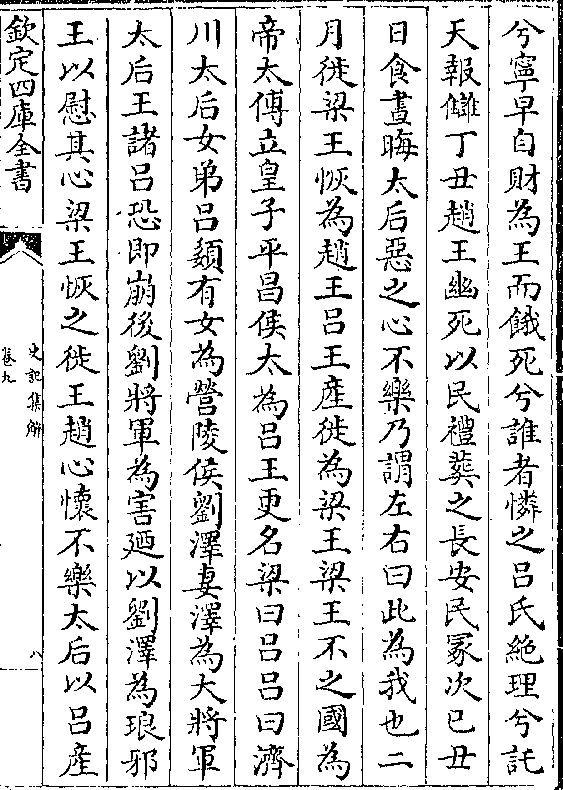 兮寧早自財為王而餓死兮誰者憐之呂氏絶理兮託
天報讎丁丑趙王幽死以民禮葬之長安民冢次己丑
日食晝晦太后惡之心不樂乃謂左右曰此為我也二
月徙梁王恢為趙王呂王産徙為梁王梁王不之國為
帝太傅立皇子平昌侯太為呂王更名梁曰呂呂曰濟
川太后女弟呂嬃有女為營陵侯劉澤妻澤為大將軍
太后王諸呂恐即崩後劉將軍為害廼以劉澤為琅邪
王以慰其心梁王恢之徙王趙心懷不樂太后以呂産
欽定四庫全書
史記集解
卷九
八